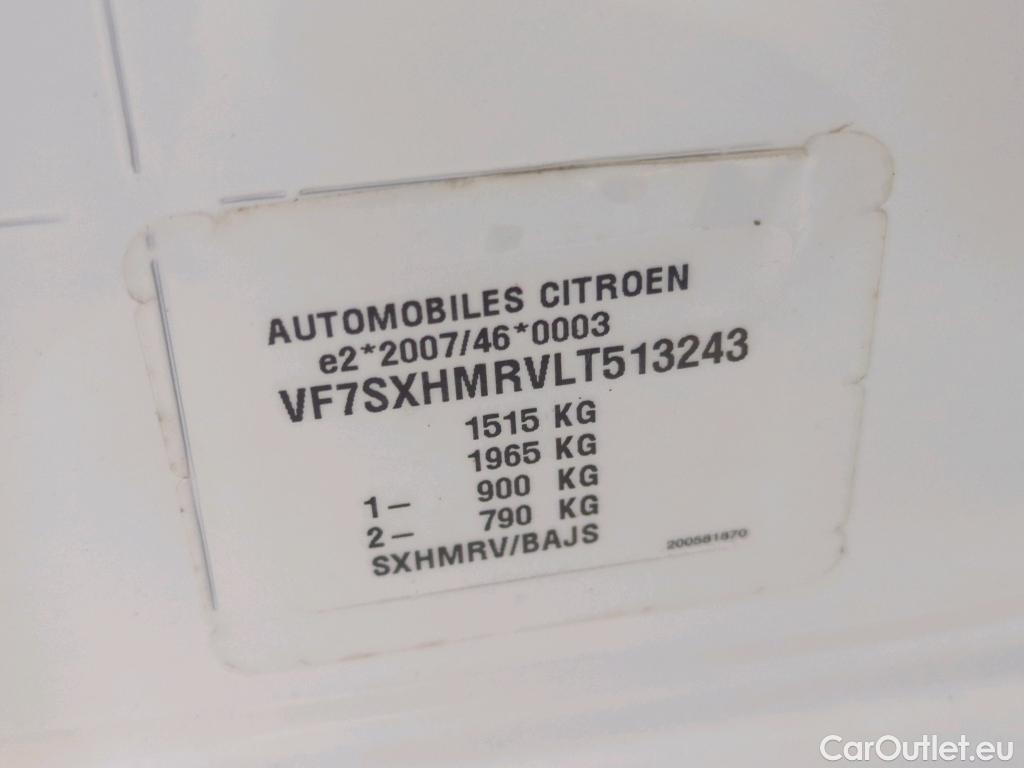 AUTOMOBILES CITROEN
e2*2007/46*0003
VF7SXHMRVLT513243
1515 KG
1965 KG
1- 900 KG
2- 790 KG
SXHMRV/BAJS
200581870
CarOutlet.eu